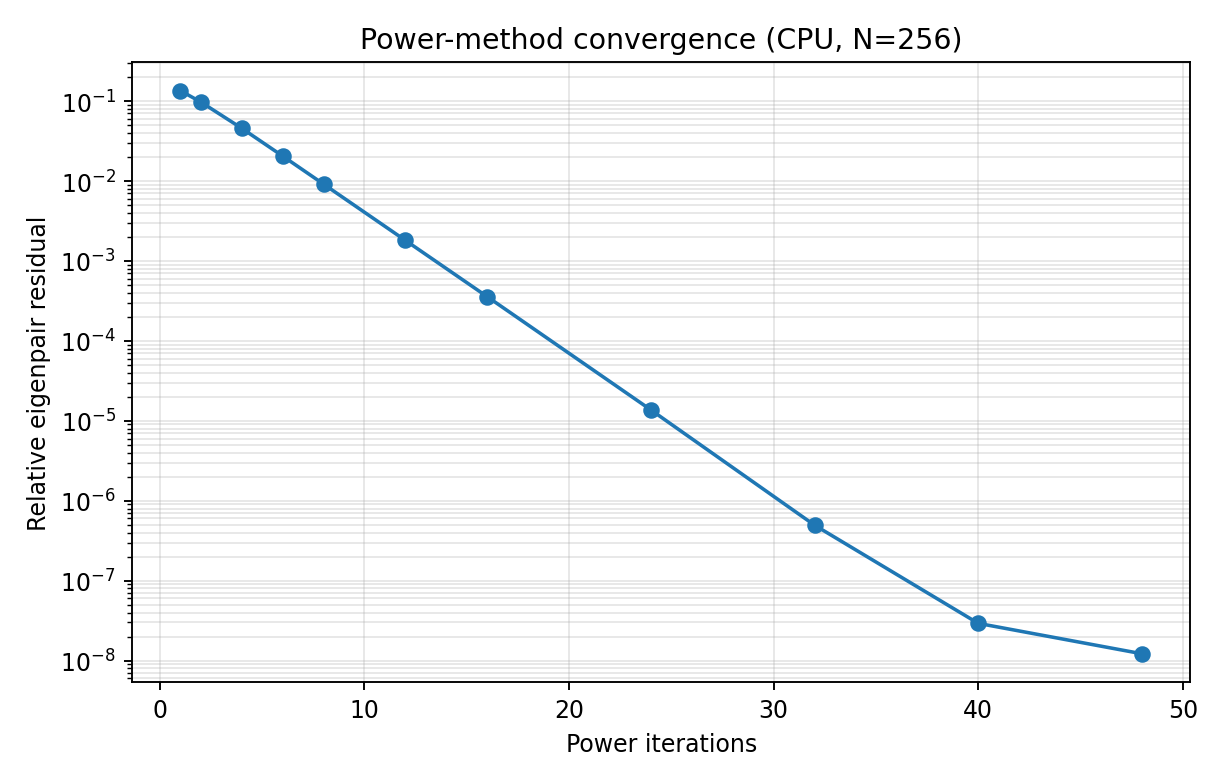 Power-method convergence (CPU, N=256)
Relative eigenpair residual
10⁻¹
10⁻²
10⁻³
10⁻⁴
10⁻⁵
10⁻⁶
10⁻⁷
10⁻⁸
0 10 20 30 40 50
Power iterations